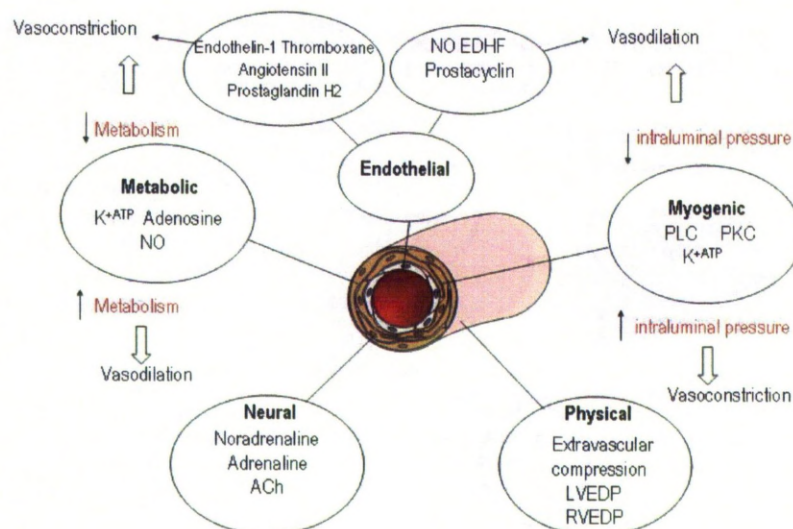 Vasoconstriction
Endothelin-1 Thromboxane
Angiotensin II
Prostaglandin H2
NO EDHF
Prostacyclin
Vasodilation
↓ Metabolism
Endothelial
↓ intraluminal pressure
Metabolic
K+ATP Adenosine
NO
Myogenic
PLC PKC
K+ATP
↑ Metabolism
↑ intraluminal pressure
Vasodilation
Vasoconstriction
Neural
Noradrenaline
Adrenaline
ACh
Physical
Extravascular
compression
LVEDP
RVEDP